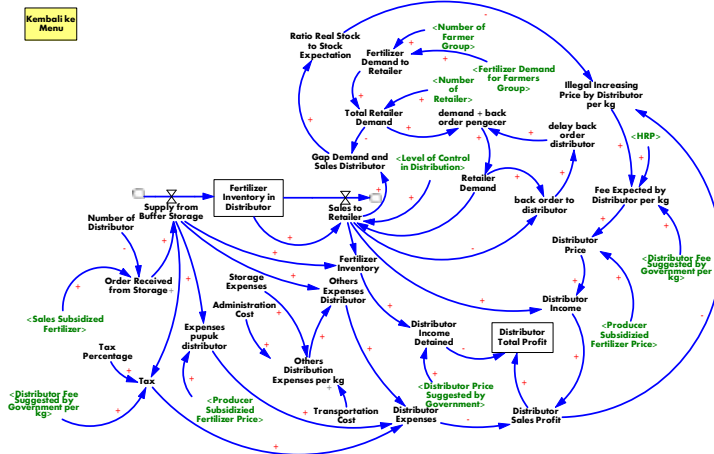 Kembali ke
Menu
Ratio Real Stock
to Stock
Expectation
<Number of
Farmer
Group>
Fertilizer
Demand to
Retailer
<Fertilizer Demand
for Farmers
Group>
<Number
of
Retailer>
Illegal Increasing
Price by Distributor
per kg
Total Retailer
Demand
demand + back
order pengecer
delay back
order
distributor
<HRP>
Gap Demand and
Sales Distributor
<Level of Control
in Distribution>
Retailer
Demand
back order to
distributor
Fee Expected by
Distributor per kg
Fertilizer
Inventory in
Distributor
Supply from
Buffer Storage
Sales to
Retailer
Number of
Distributor
Distributor
Price
<Distributor Fee
Suggested by
Government per
kg>
Order Received
from Storage
Storage
Expenses
Fertilizer
Inventory
Others
Expenses
Distributor
Administration
Cost
Distributor
Income
<Sales Subsidized
Fertilizer>
Expenses
pupuk
distributor
Distributor
Income
Detained
Distributor
Total Profit
<Producer
Subsidized
Fertilizer Price>
Tax
Percentage
Tax
Others
Distribution
Expenses per kg
<Distributor Fee
Suggested by
Government per
kg>
<Producer
Subsidizied
Fertilizer Price>
Transportation
Cost
Distributor
Expenses
<Distributor Price
Suggested by
Government>
Distributor
Sales Profit